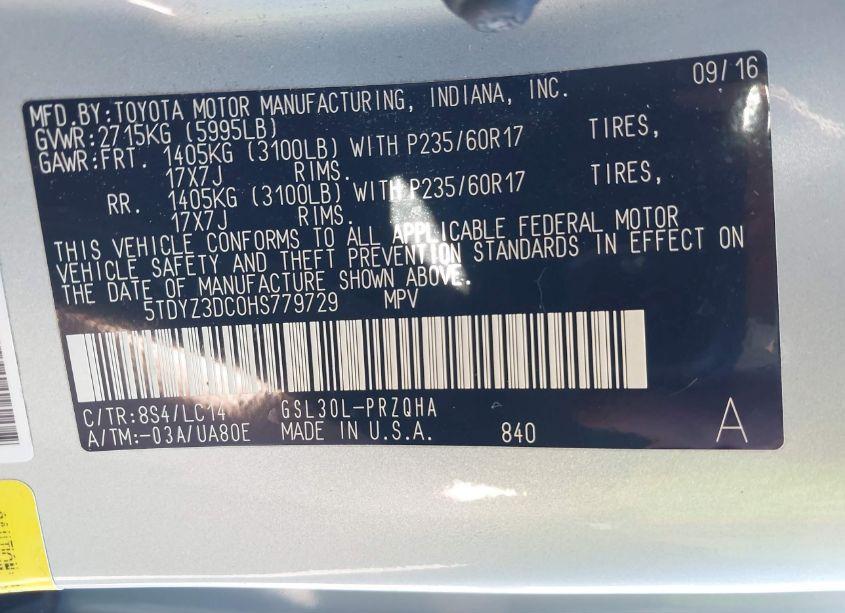 09/16
MFD.BY:TOYOTA MOTOR MANUFACTURING, INDIANA, INC.
GVWR:2715KG (5995LB)
GAWR:FRT. 1405KG (3100LB) WITH P235/60R17 TIRES,
17X7J RIMS.
RR. 1405KG (3100LB) WITH P235/60R17 TIRES,
17X7J RIMS.
THIS VEHICLE CONFORMS TO ALL APPLICABLE FEDERAL MOTOR
VEHICLE SAFETY AND THEFT PREVENTION STANDARDS IN EFFECT ON
THE DATE OF MANUFACTURE SHOWN ABOVE.
5TDYZ3DC0HS779729 MPV
C/TR:8S4/LC14 GSL30L-PRZQHA
A/TM:-03A/UA80E MADE IN U.S.A. 840 A